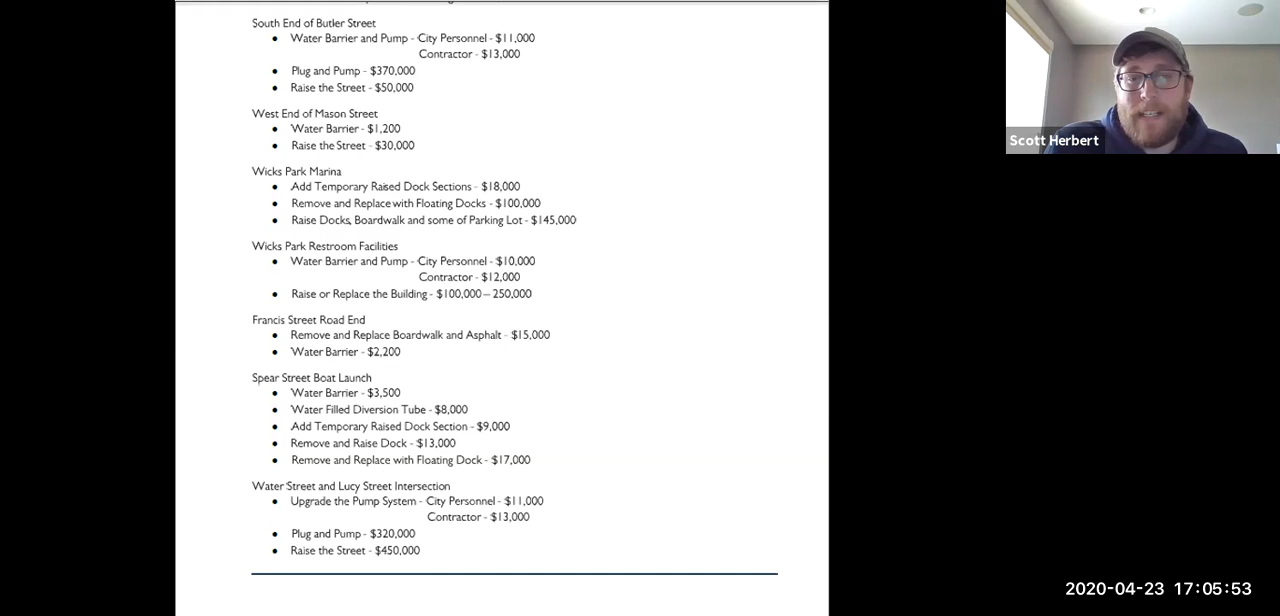 South End of Butler Street
• Water Barrier and Pump - City Personnel - $11,000
Contractor - $13,000
• Plug and Pump - $370,000
• Raise the Street - $50,000
West End of Mason Street
• Water Barrier - $1,200
• Raise the Street - $30,000
Wicks Park Marina
• Add Temporary Raised Dock Sections - $18,000
• Remove and Replace with Floating Docks - $100,000
• Raise Docks, Boardwalk and some of Parking Lot - $145,000
Wicks Park Restroom Facilities
• Water Barrier and Pump - City Personnel - $10,000
Contractor - $12,000
• Raise or Replace the Building - $100,000 – 250,000
Francis Street Road End
• Remove and Replace Boardwalk and Asphalt - $15,000
• Water Barrier - $2,200
Spear Street Boat Launch
• Water Barrier - $3,500
• Water Filled Diversion Tube - $8,000
• Add Temporary Raised Dock Section - $9,000
• Remove and Raise Dock - $13,000
• Remove and Replace with Floating Dock - $17,000
Water Street and Lucy Street Intersection
• Upgrade the Pump System - City Personnel - $11,000
Contractor - $13,000
• Plug and Pump - $320,000
• Raise the Street - $450,000
Scott Herbert
2020-04-23 17:05:53